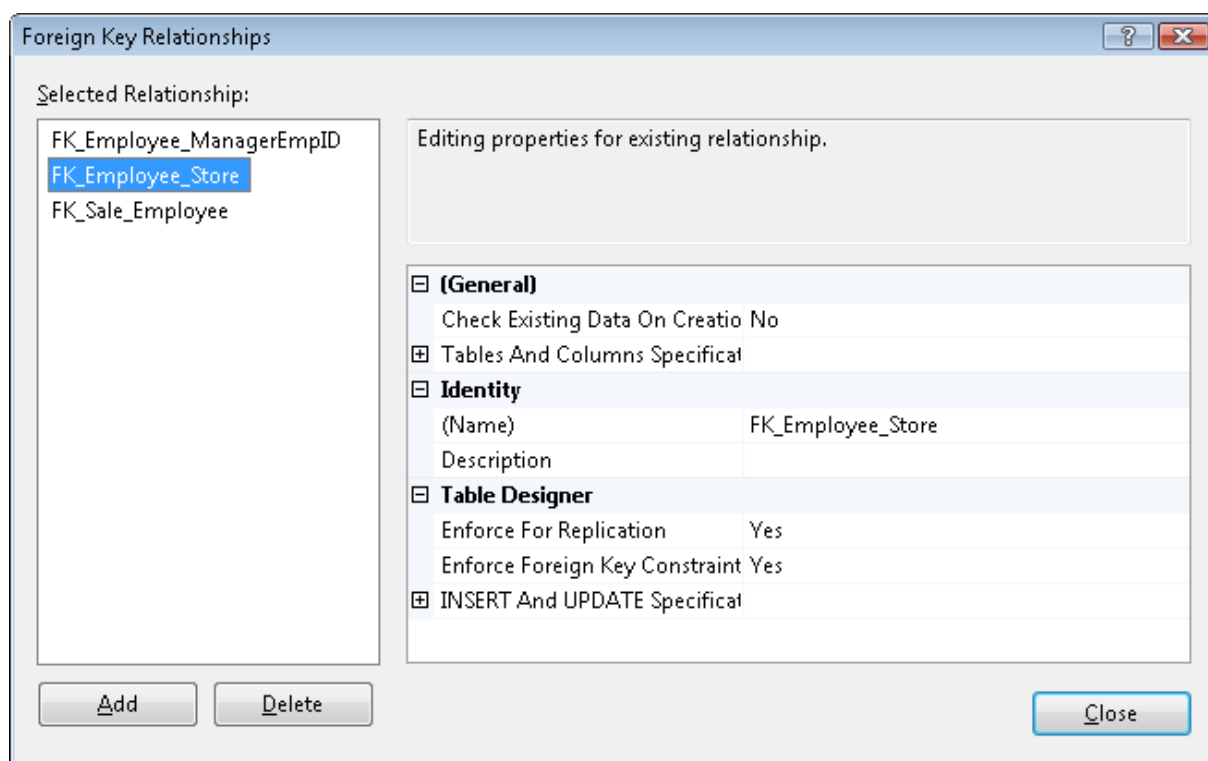 Foreign Key Relationships
Selected Relationship:
FK_Employee_ManagerEmpID
FK_Employee_Store
FK_Sale_Employee
Editing properties for existing relationship.
(General)
Check Existing Data On Creatio No
Tables And Columns Specificat
Identity
(Name) FK_Employee_Store
Description
Table Designer
Enforce For Replication Yes
Enforce Foreign Key Constraint Yes
INSERT And UPDATE Specificat
Add Delete
Close